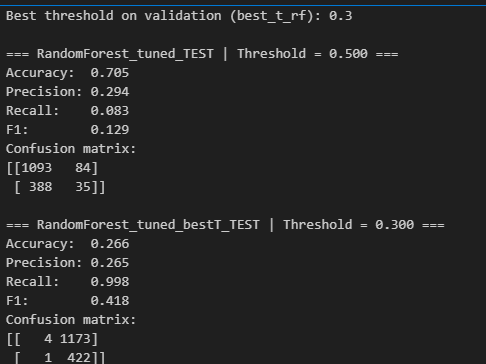 Best threshold on validation (best_t_rf): 0.3
=== RandomForest_tuned_TEST | Threshold = 0.500 ===
Accuracy:  0.705
Precision: 0.294
Recall:    0.083
F1:        0.129
Confusion matrix:
[[1093   84]
 [ 388   35]]
=== RandomForest_tuned_bestT_TEST | Threshold = 0.300 ===
Accuracy:  0.266
Precision: 0.265
Recall:    0.998
F1:        0.418
Confusion matrix:
[[   4 1173]
 [   1  422]]